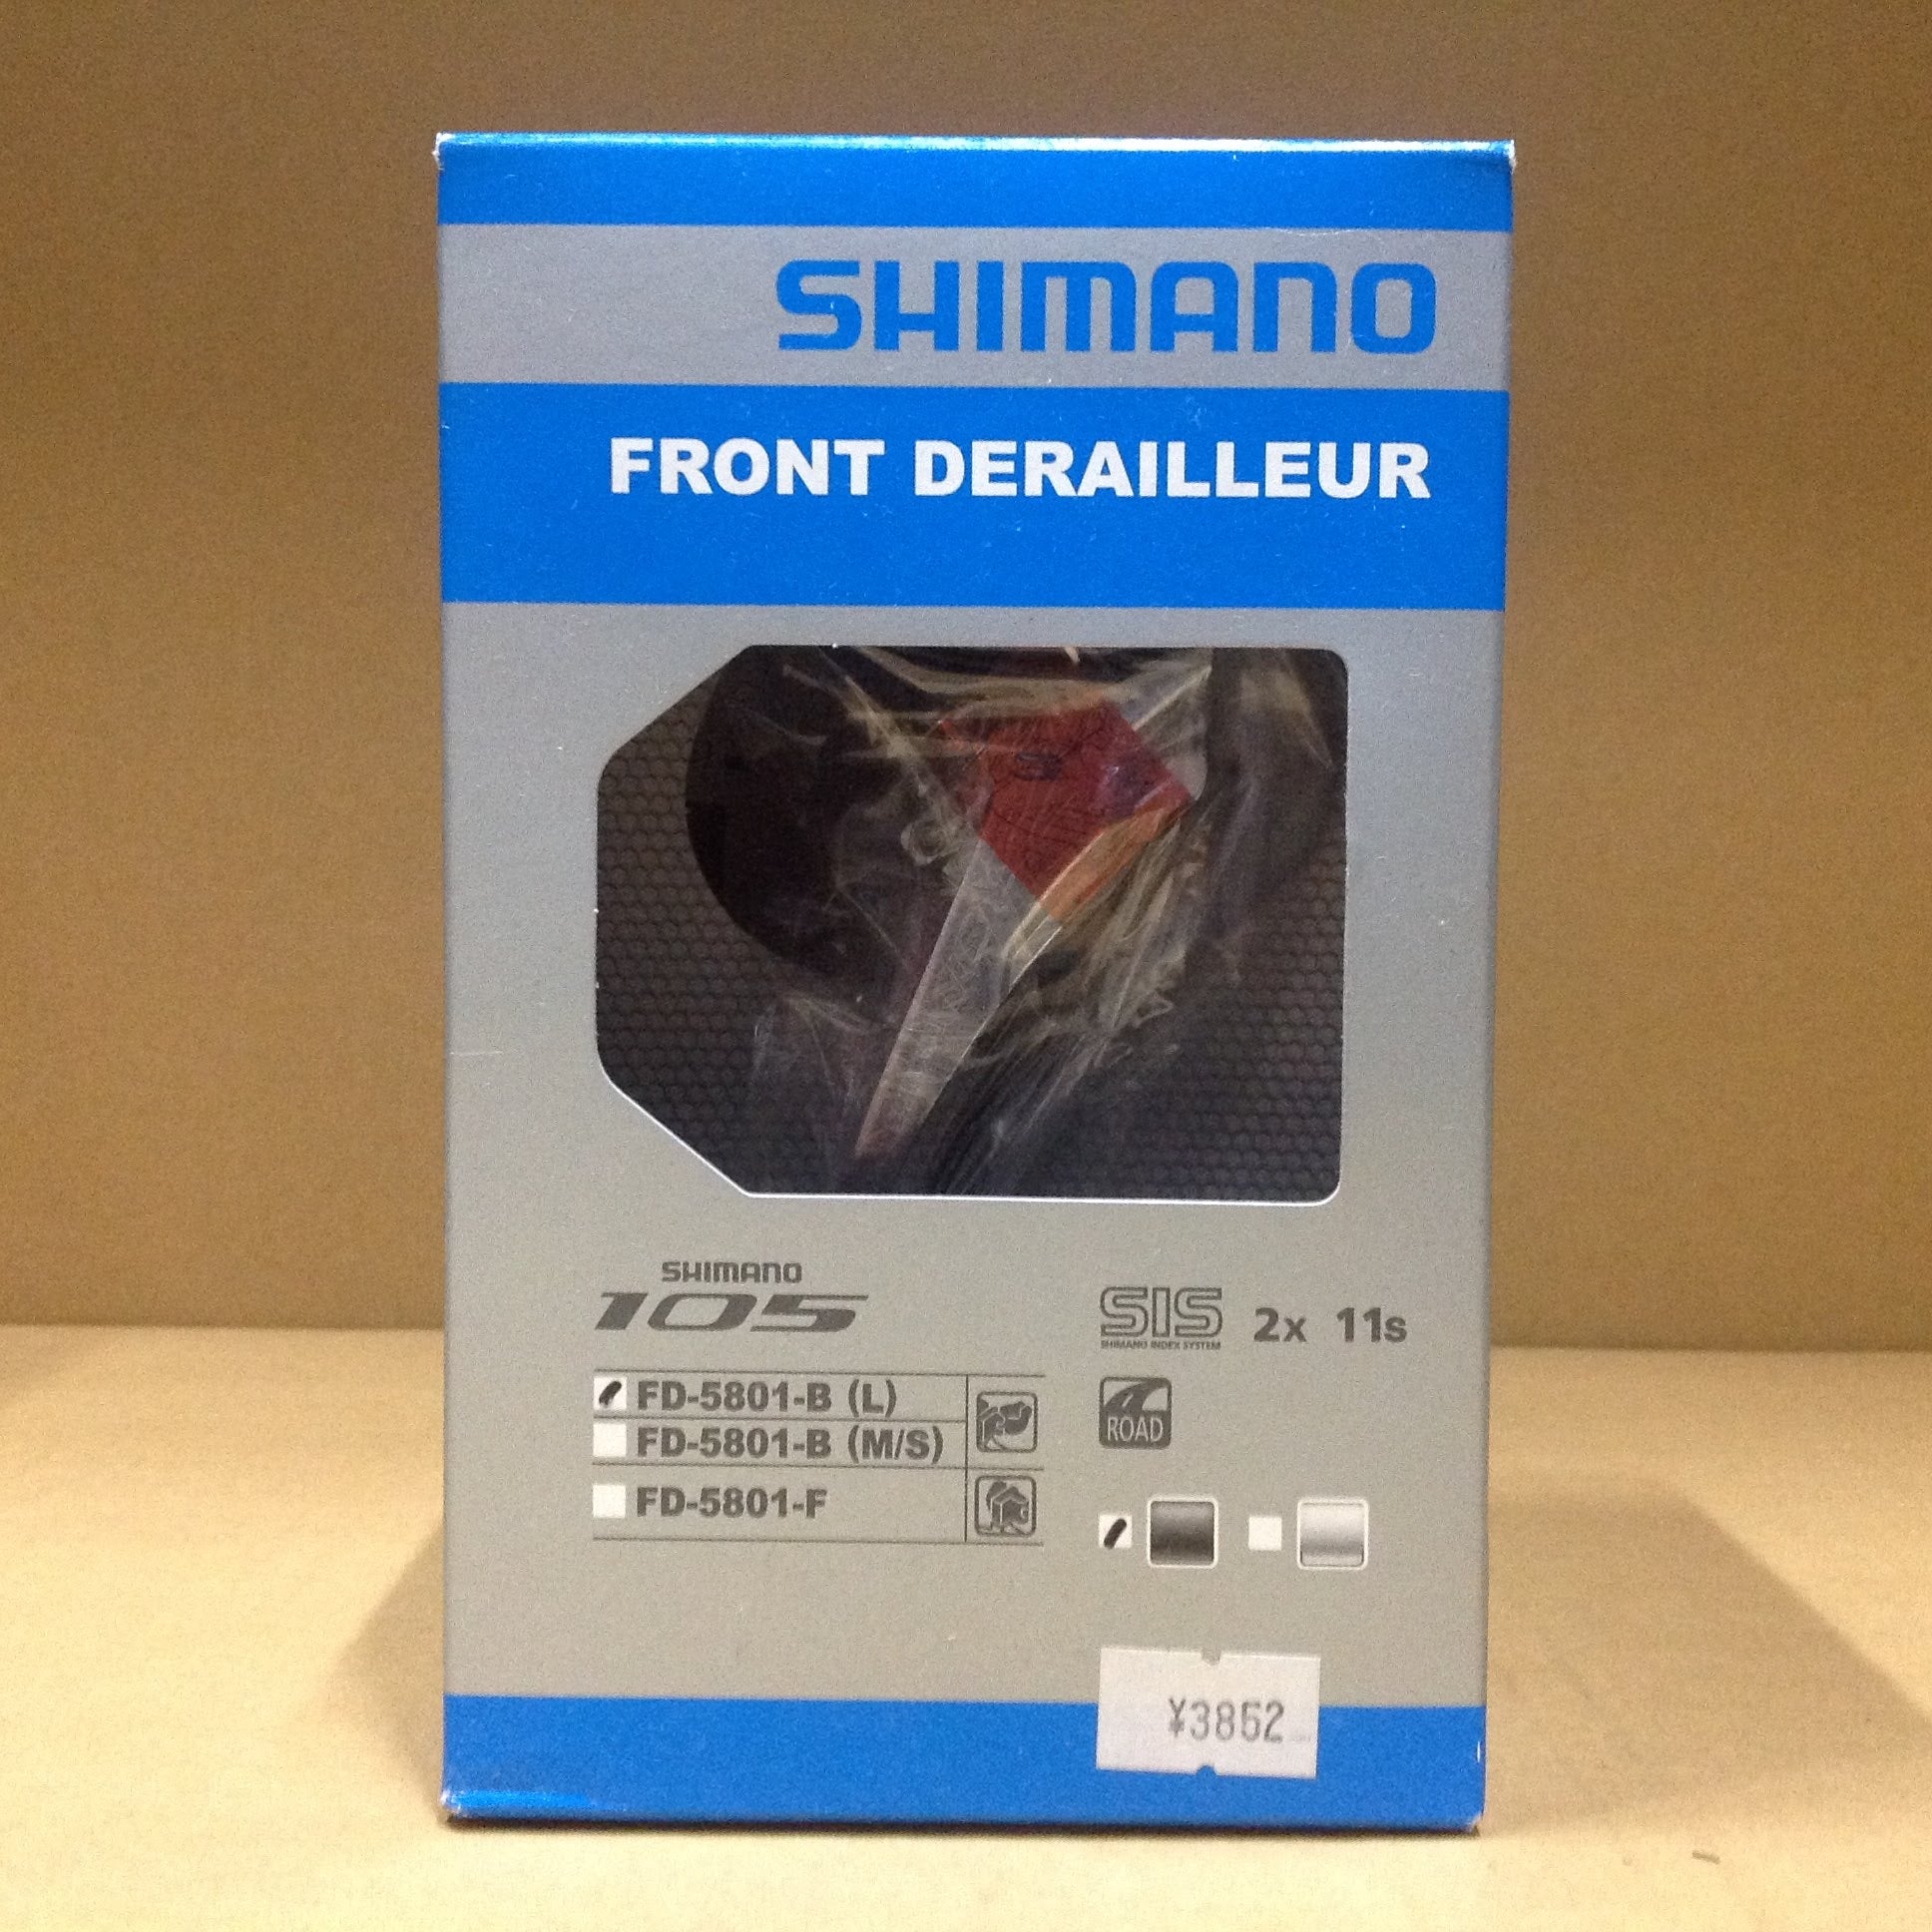 SHIMANO
FRONT DERAILLEUR
SHIMANO
105
SIS 2x 11s
SHIMANO INDEX SYSTEM
FD-5801-B (L)
FD-5801-B (M/S)
FD-5801-F
ROAD
¥3852